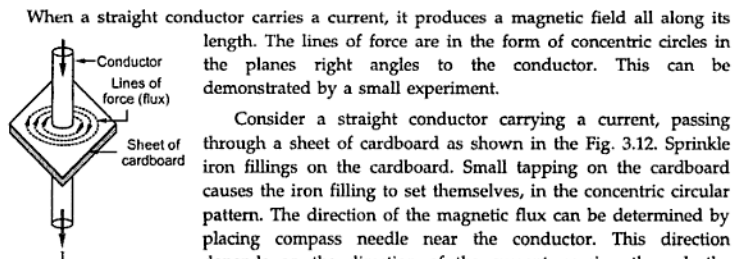 When a straight conductor carries a current, it produces a magnetic field all along its
length. The lines of force are in the form of concentric circles in
the planes right angles to the conductor. This can be
demonstrated by a small experiment.
Conductor
Lines of
force (flux)
Sheet of
cardboard
I
Consider a straight conductor carrying a current, passing
through a sheet of cardboard as shown in the Fig. 3.12. Sprinkle
iron fillings on the cardboard. Small tapping on the cardboard
causes the iron filling to set themselves, in the concentric circular
pattern. The direction of the magnetic flux can be determined by
placing compass needle near the conductor. This direction